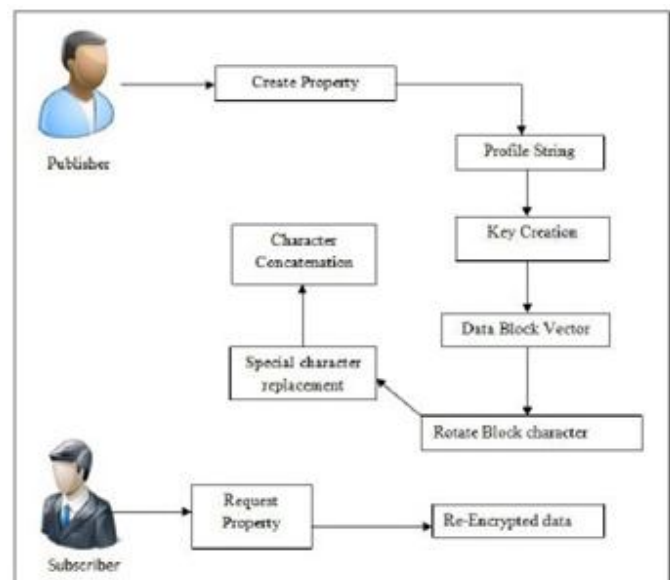 Create Property
Publisher
Profile String
Key Creation
Character
Concatenation
Data Block Vector
Special character
replacement
Rotate Block character
Request
Property
Re-Encrypted data
Subscriber